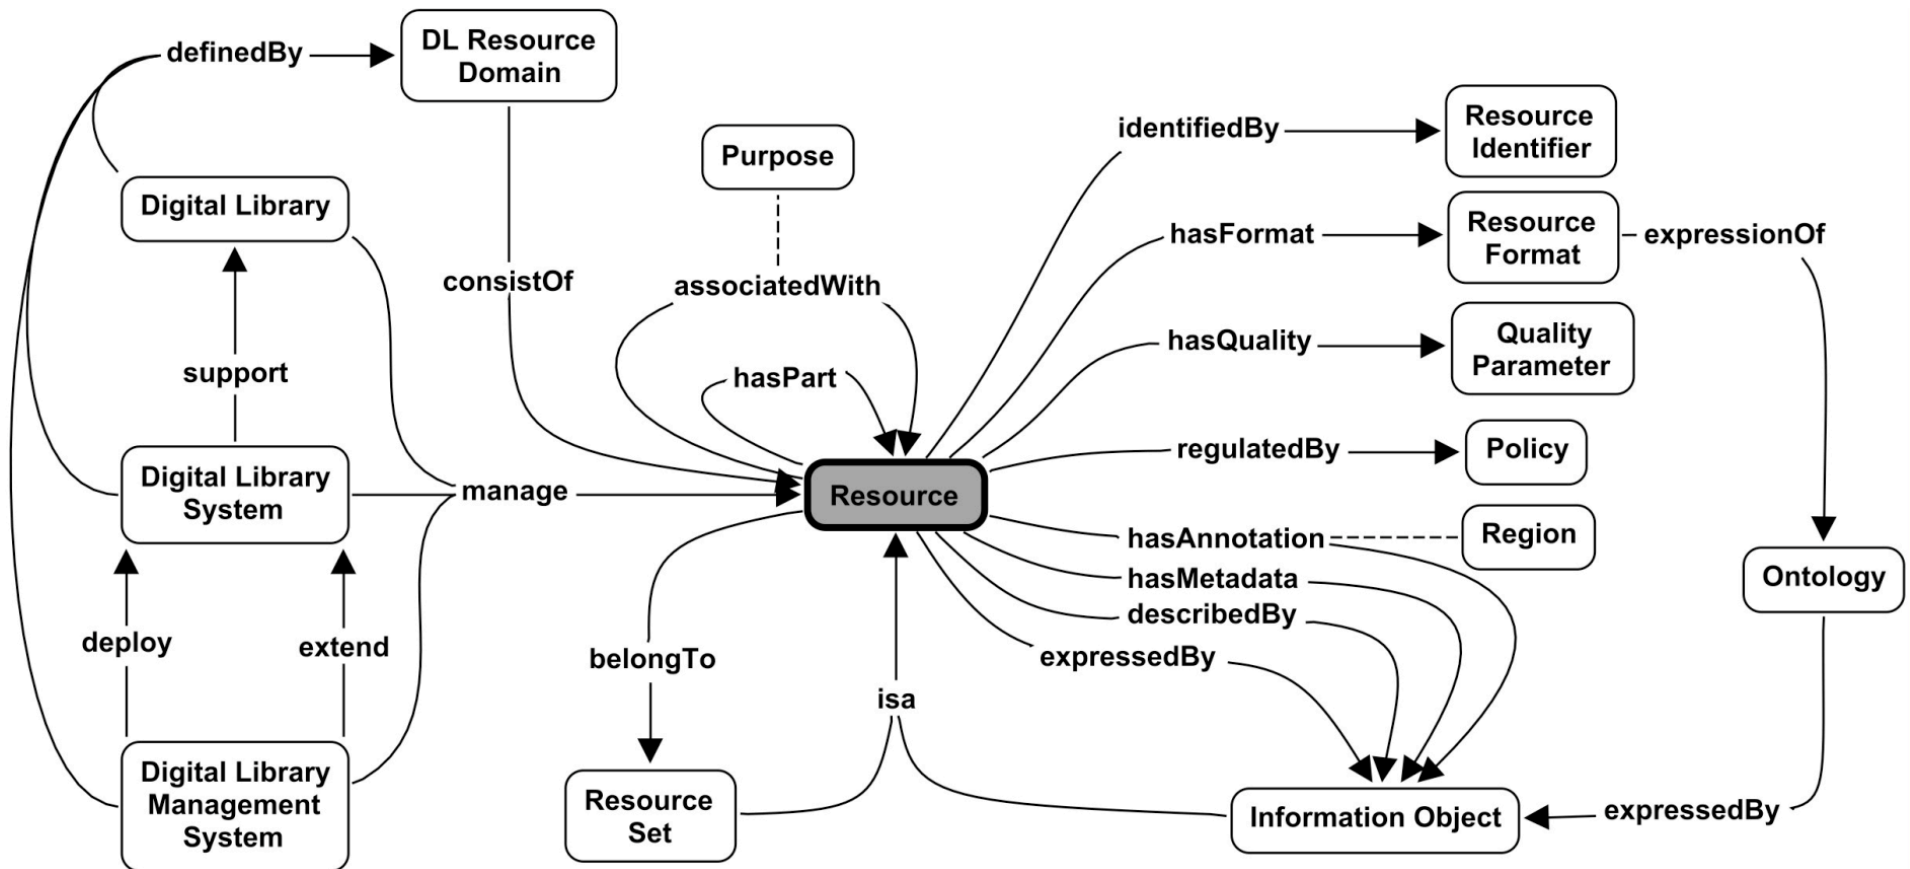 definedBy
DL Resource
Domain
Purpose
identifiedBy
Resource
Identifier
Digital Library
hasFormat
Resource
Format
expressionOf
consistOf
associatedWith
support
hasPart
hasQuality
Quality
Parameter
regulatedBy
Policy
Digital Library
System
manage
Resource
hasAnnotation
Region
hasMetadata
describedBy
expressedBy
Ontology
deploy
extend
belongTo
isa
Digital Library
Management
System
Resource
Set
Information Object
expressedBy